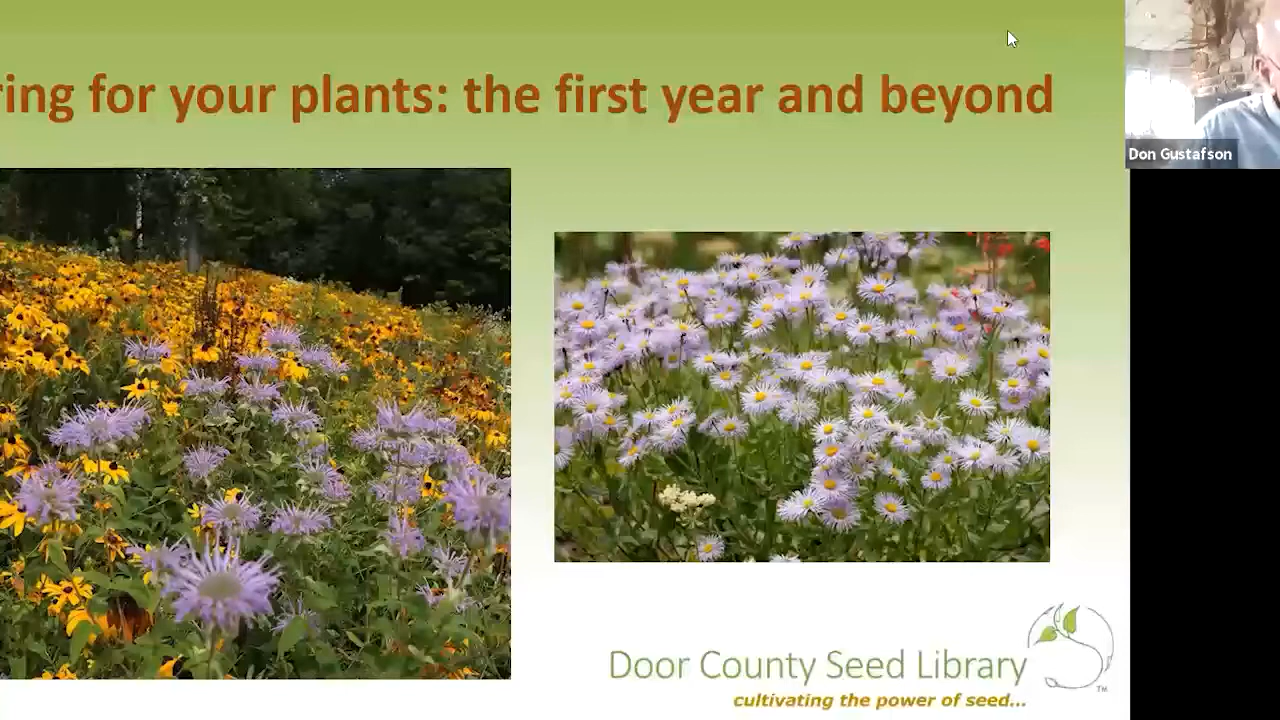 ring for your plants: the first year and beyond
Don Gustafson
Door County Seed Library
TM
cultivating the power of seed...